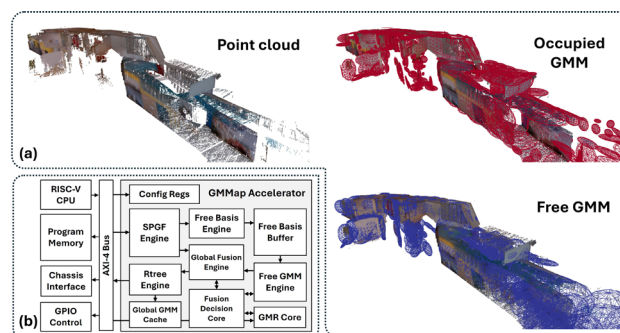 Point cloud
Occupied
GMM
(a)
Free GMM
RISC-V
CPU
Program
Memory
Chassis
Interface
GPIO
Control
AXI-4 Bus
GMMap Accelerator
Config Regs
SPGF
Engine
Free Basis
Engine
Free Basis
Buffer
Global Fusion
Engine
Rtree
Engine
Free GMM
Engine
Global GMM
Cache
Fusion
Decision
Core
GMR Core
(b)